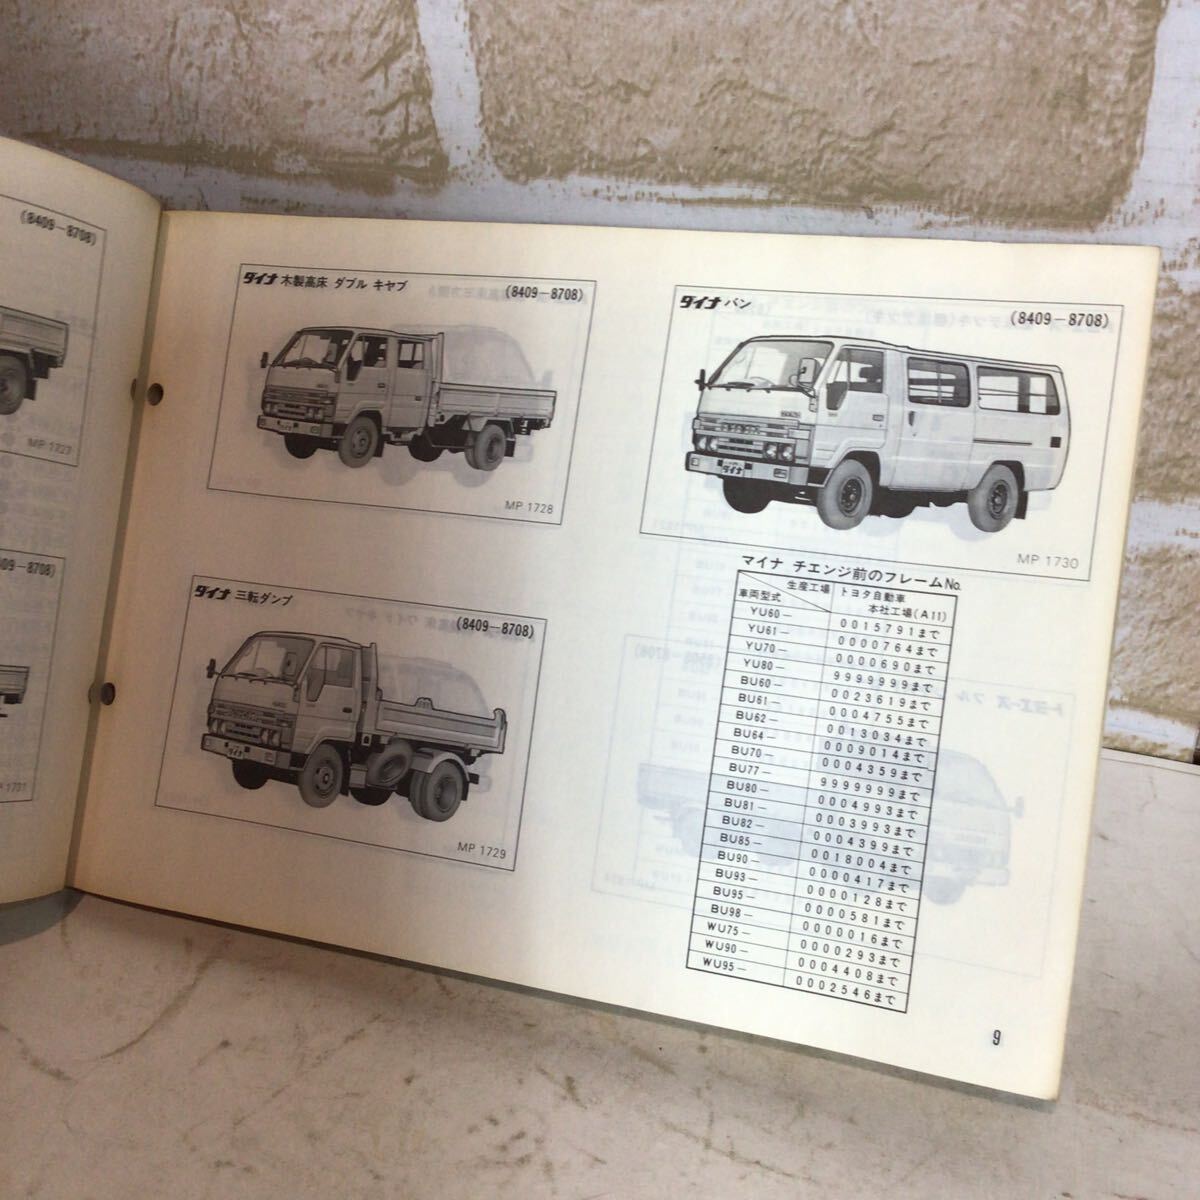 (8409－8708)
MP 1727
409－8708)
P 1731
ダイナ 木製高床 ダブル キヤブ
(8409－8708)
ダイナ
MP 1728
ダイナ 三転ダンプ
(8409－8708)
ダイナ
MP 1729
ダイナ バン
(8409－8708)
ダイナ
MP 1730
マイナ チエンジ前のフレームNo.
生産工場
車両型式
トヨタ自動車
本社工場(A11)
YU60－ 0015791まで
YU61－ 0000764まで
YU70－ 0000690まで
YU80－ 9999999まで
BU60－ 0023619まで
BU61－ 0004755まで
BU62－ 0013034まで
BU64－ 0009014まで
BU70－ 0004359まで
BU77－ 9999999まで
BU80－ 0004993まで
BU81－ 0003993まで
BU82－ 0004399まで
BU85－ 0018004まで
BU90－ 0000417まで
BU93－ 0000128まで
BU95－ 0000581まで
BU98－ 0000016まで
WU75－ 0000293まで
WU90－ 0004408まで
WU95－ 0002546まで
9